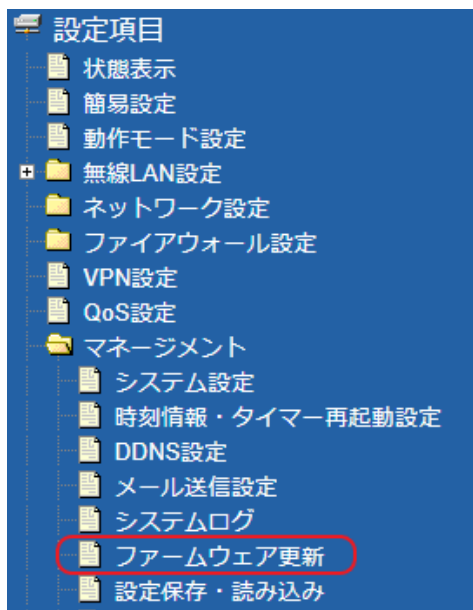 設定項目
状態表示
簡易設定
動作モード設定
無線LAN設定
ネットワーク設定
ファイアウォール設定
VPN設定
QoS設定
マネージメント
システム設定
時刻情報・タイマー再起動設定
DDNS設定
メール送信設定
システムログ
ファームウェア更新
設定保存・読み込み